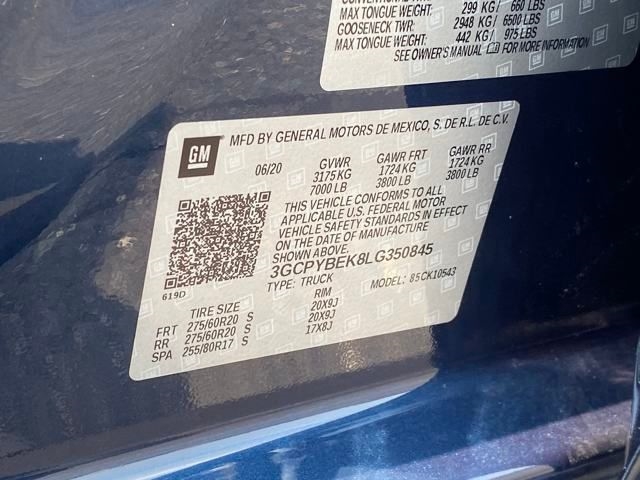 MAX TONGUE WEIGHT: 299 KG/ 660 LBS
GOOSENECK TWR: 2948 KG/ 6500 LBS
MAX TONGUE WEIGHT: 442 KG/ 975 LBS
SEE OWNER'S MANUAL FOR MORE INFORMATION
GM
MFD BY GENERAL MOTORS DE MEXICO, S. DE R.L. DE C.V.
06/20 GVWR GAWR FRT GAWR RR
3175 KG 1724 KG 1724 KG
7000 LB 3800 LB 3800 LB
THIS VEHICLE CONFORMS TO ALL
APPLICABLE U.S. FEDERAL MOTOR
VEHICLE SAFETY STANDARDS IN EFFECT
ON THE DATE OF MANUFACTURE
3GCPYBEK8LG350845
TYPE: TRUCK MODEL: 85CK10543
619D
TIRE SIZE RIM
FRT 275/60R20 S 20X9J
RR 275/60R20 S 20X9J
SPA 255/80R17 S 17X8J